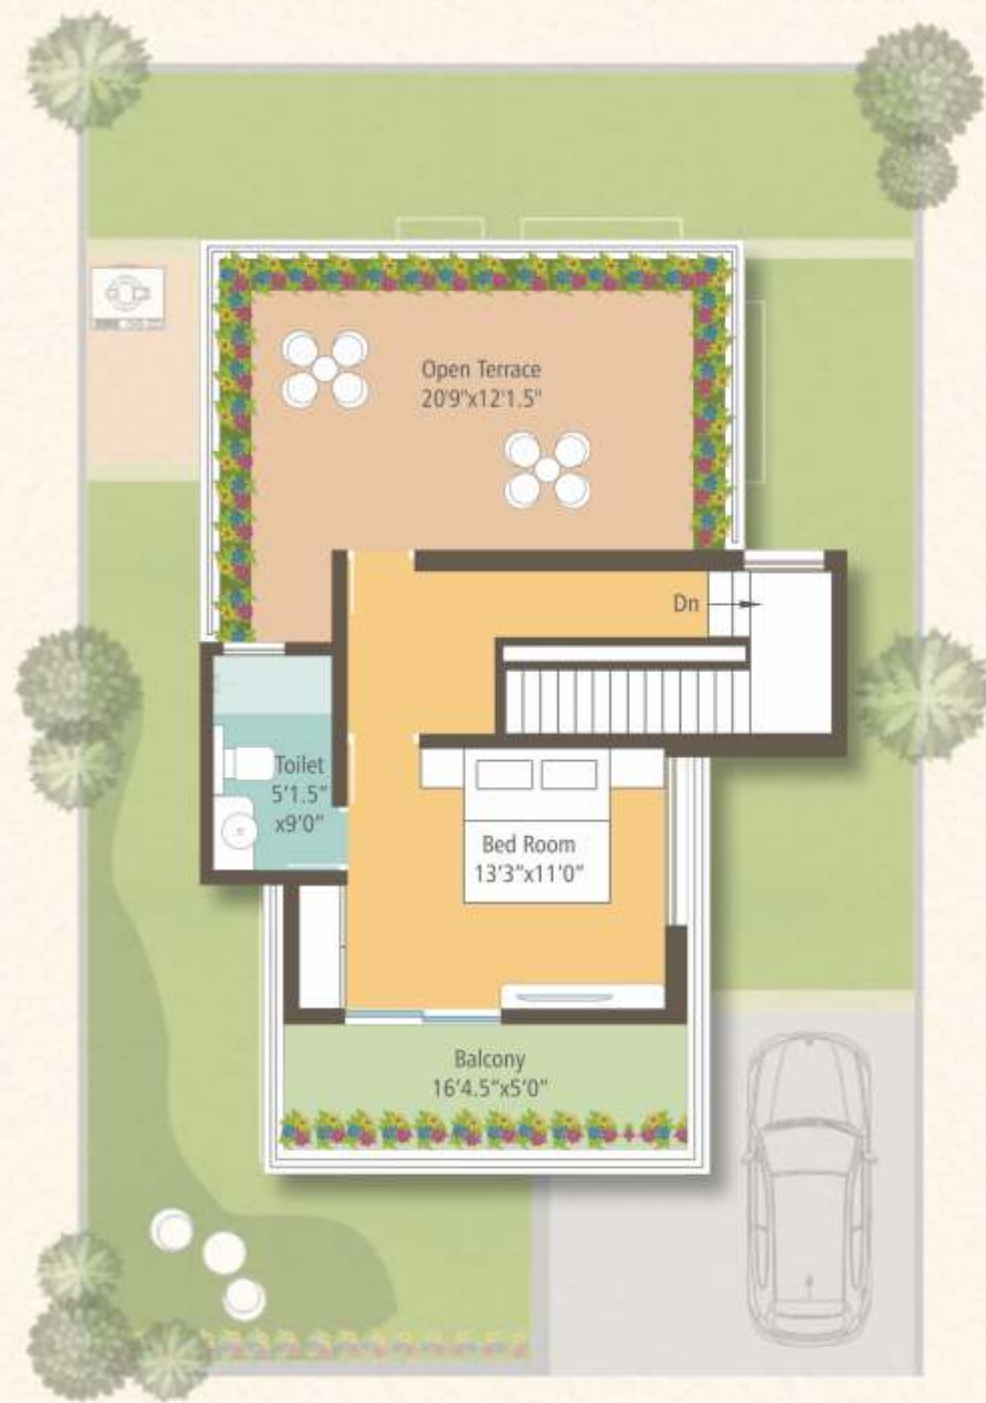 Open Terrace
20'9"x12'1.5"
Dn
Toilet
5'1.5"
x9'0"
Bed Room
13'3"x11'0"
Balcony
16'4.5"x5'0"